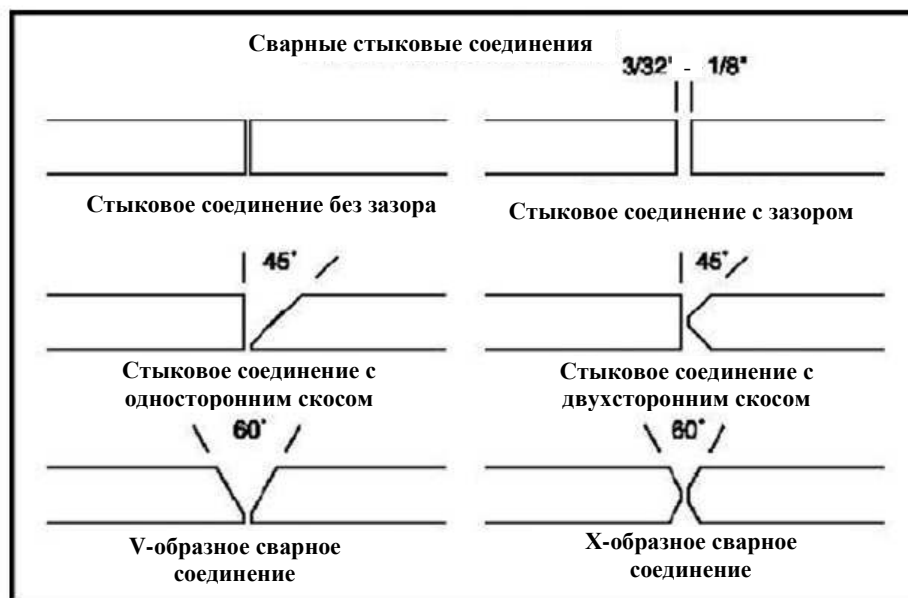 Сварные стыковые соединения
3/32' - 1/8"
Стыковое соединение без зазора
Стыковое соединение с зазором
45°
Стыковое соединение с
односторонним скосом
45°
Стыковое соединение с
двухсторонним скосом
60°
V-образное сварное
соединение
60°
X-образное сварное
соединение